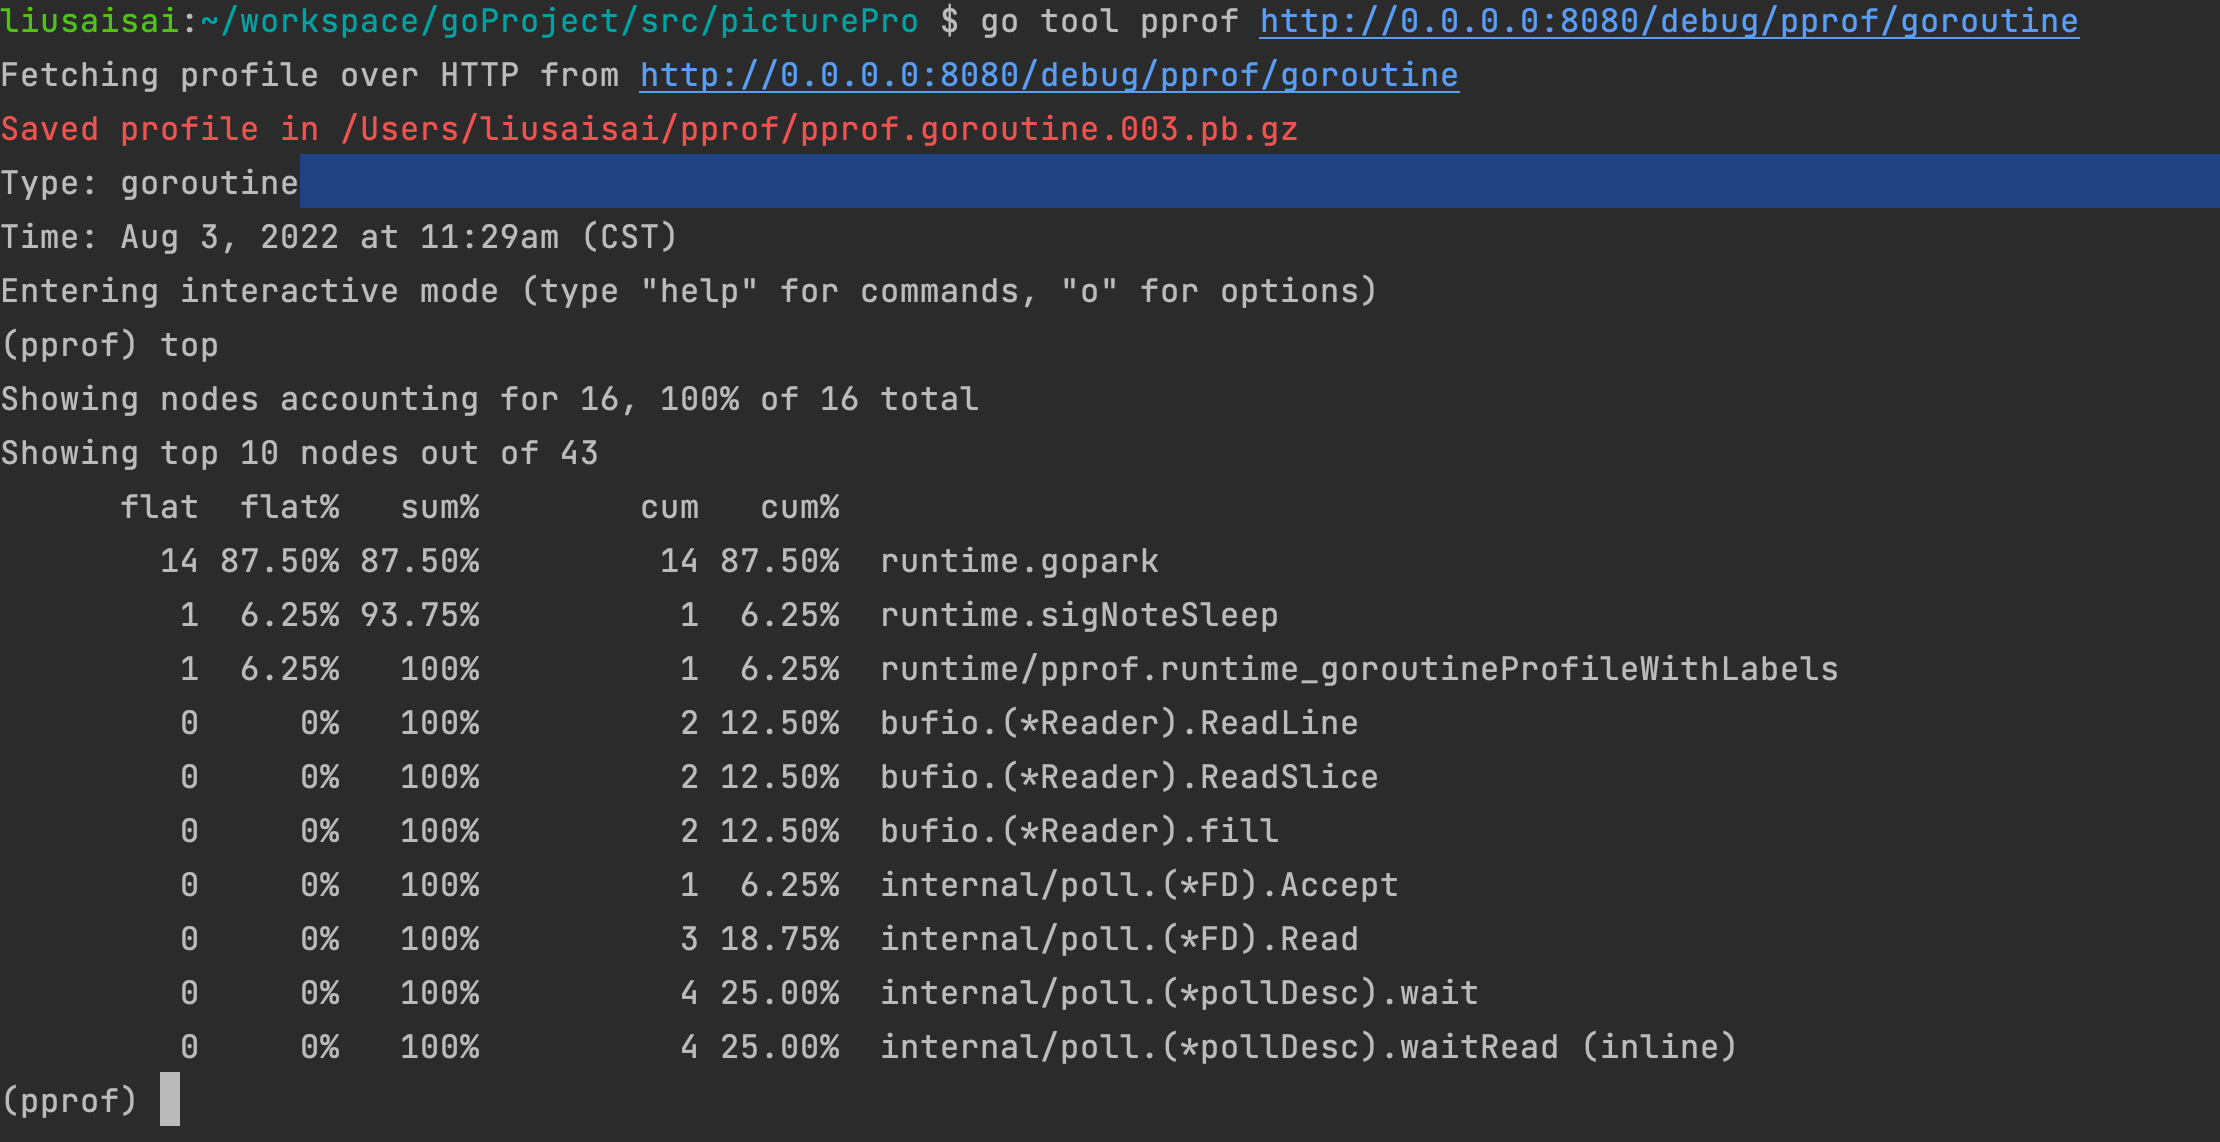 liusaisai:~/workspace/goProject/src/picturePro $ go tool pprof http://0.0.0.0:8080/debug/pprof/goroutine
Fetching profile over HTTP from http://0.0.0.0:8080/debug/pprof/goroutine
Saved profile in /Users/liusaisai/pprof/pprof.goroutine.003.pb.gz
Type: goroutine
Time: Aug 3, 2022 at 11:29am (CST)
Entering interactive mode (type "help" for commands, "o" for options)
(pprof) top
Showing nodes accounting for 16, 100% of 16 total
Showing top 10 nodes out of 43
      flat  flat%   sum%        cum   cum%
        14 87.50% 87.50%         14 87.50%  runtime.gopark
         1  6.25% 93.75%          1  6.25%  runtime.sigNoteSleep
         1  6.25%   100%          1  6.25%  runtime/pprof.runtime_goroutineProfileWithLabels
         0     0%   100%          2 12.50%  bufio.(*Reader).ReadLine
         0     0%   100%          2 12.50%  bufio.(*Reader).ReadSlice
         0     0%   100%          2 12.50%  bufio.(*Reader).fill
         0     0%   100%          1  6.25%  internal/poll.(*FD).Accept
         0     0%   100%          3 18.75%  internal/poll.(*FD).Read
         0     0%   100%          4 25.00%  internal/poll.(*pollDesc).wait
         0     0%   100%          4 25.00%  internal/poll.(*pollDesc).waitRead (inline)
(pprof)